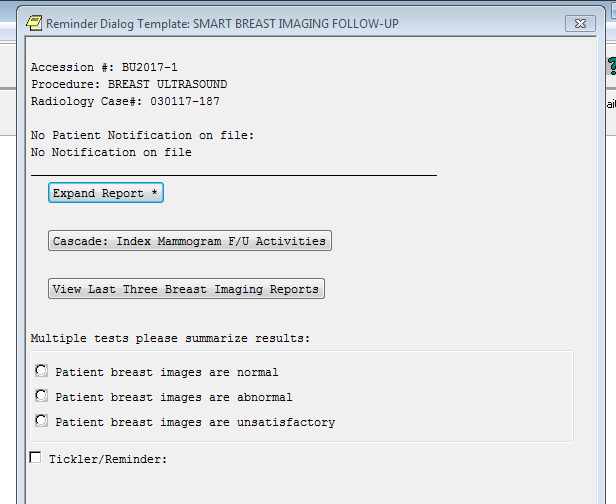 Reminder Dialog Template: SMART BREAST IMAGING FOLLOW-UP
Accession #: BU2017-1
Procedure: BREAST ULTRASOUND
Radiology Case#: 030117-187
No Patient Notification on file:
No Notification on file
Expand Report *
Cascade: Index Mammogram F/U Activities
View Last Three Breast Imaging Reports
Multiple tests please summarize results:
Patient breast images are normal
Patient breast images are abnormal
Patient breast images are unsatisfactory
Tickler/Reminder: